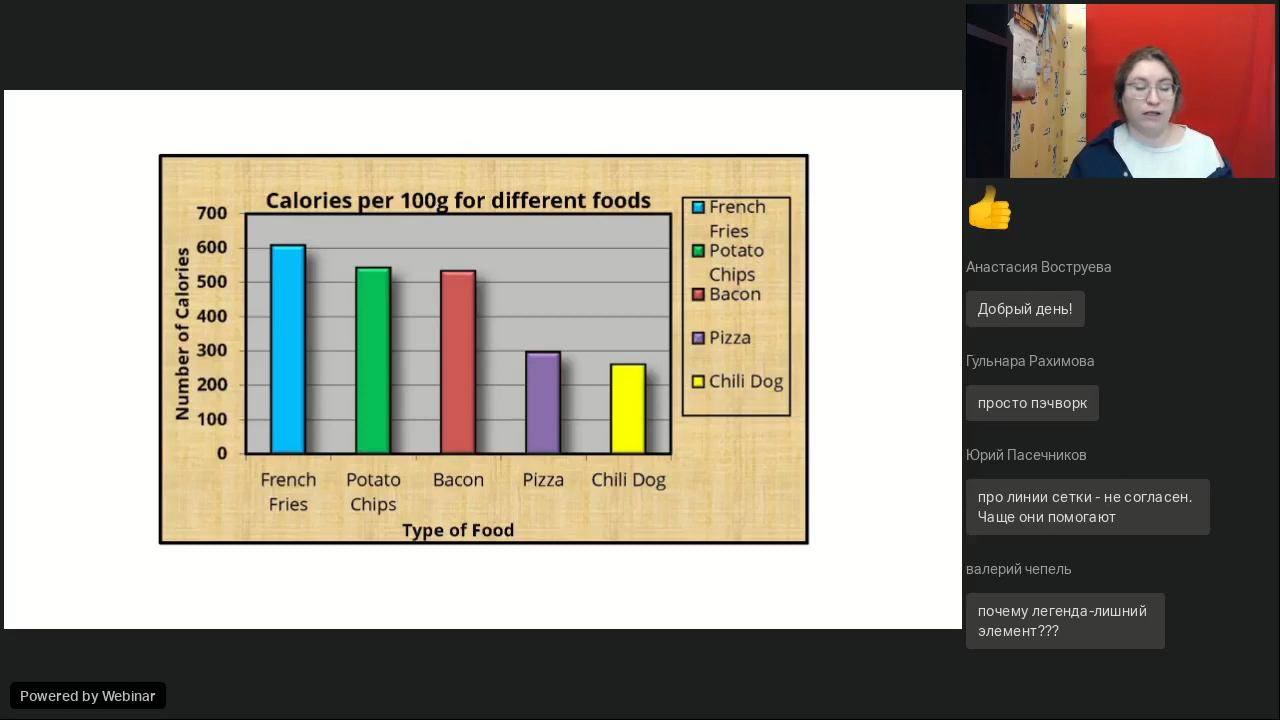 Calories per 100g for different foods
Number of Calories
700
600
500
400
300
200
100
0
French
Fries
Potato
Chips
Bacon
Pizza
Chili Dog
Type of Food
French
Fries
Potato
Chips
Bacon
Pizza
Chili Dog
Анастасия Воструева
Добрый день!
Гульнара Рахимова
просто пэчворк
Юрий Пасечников
про линии сетки - не согласен.
Чаще они помогают
валерий чепель
почему легенда-лишний
элемент???
Powered by Webinar